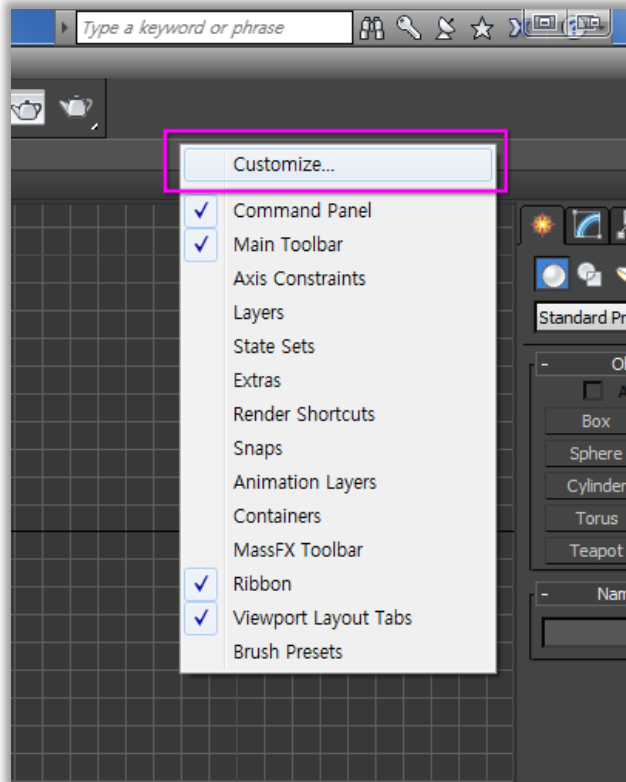 Type a keyword or phrase
Customize...
Command Panel
Main Toolbar
Axis Constraints
Layers
State Sets
Extras
Render Shortcuts
Snaps
Animation Layers
Containers
MassFX Toolbar
Ribbon
Viewport Layout Tabs
Brush Presets
Standard Pr
Ol
A
Box
Sphere
Cylinder
Torus
Teapot
Nam